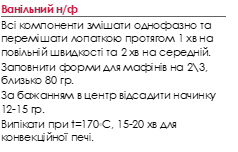 Ванільний н/ф
Всі компоненти змішати однофазно та
перемішати лопаткою протягом 1 хв на
повільній швидкості та 2 хв на середній.
Заповнити форми для мафінів на 2\3,
близько 80 гр.
За бажанням в центр відсадити начинку
12-15 гр.
Випікати при t=170◦С, 15-20 хв для
конвекційної печі.